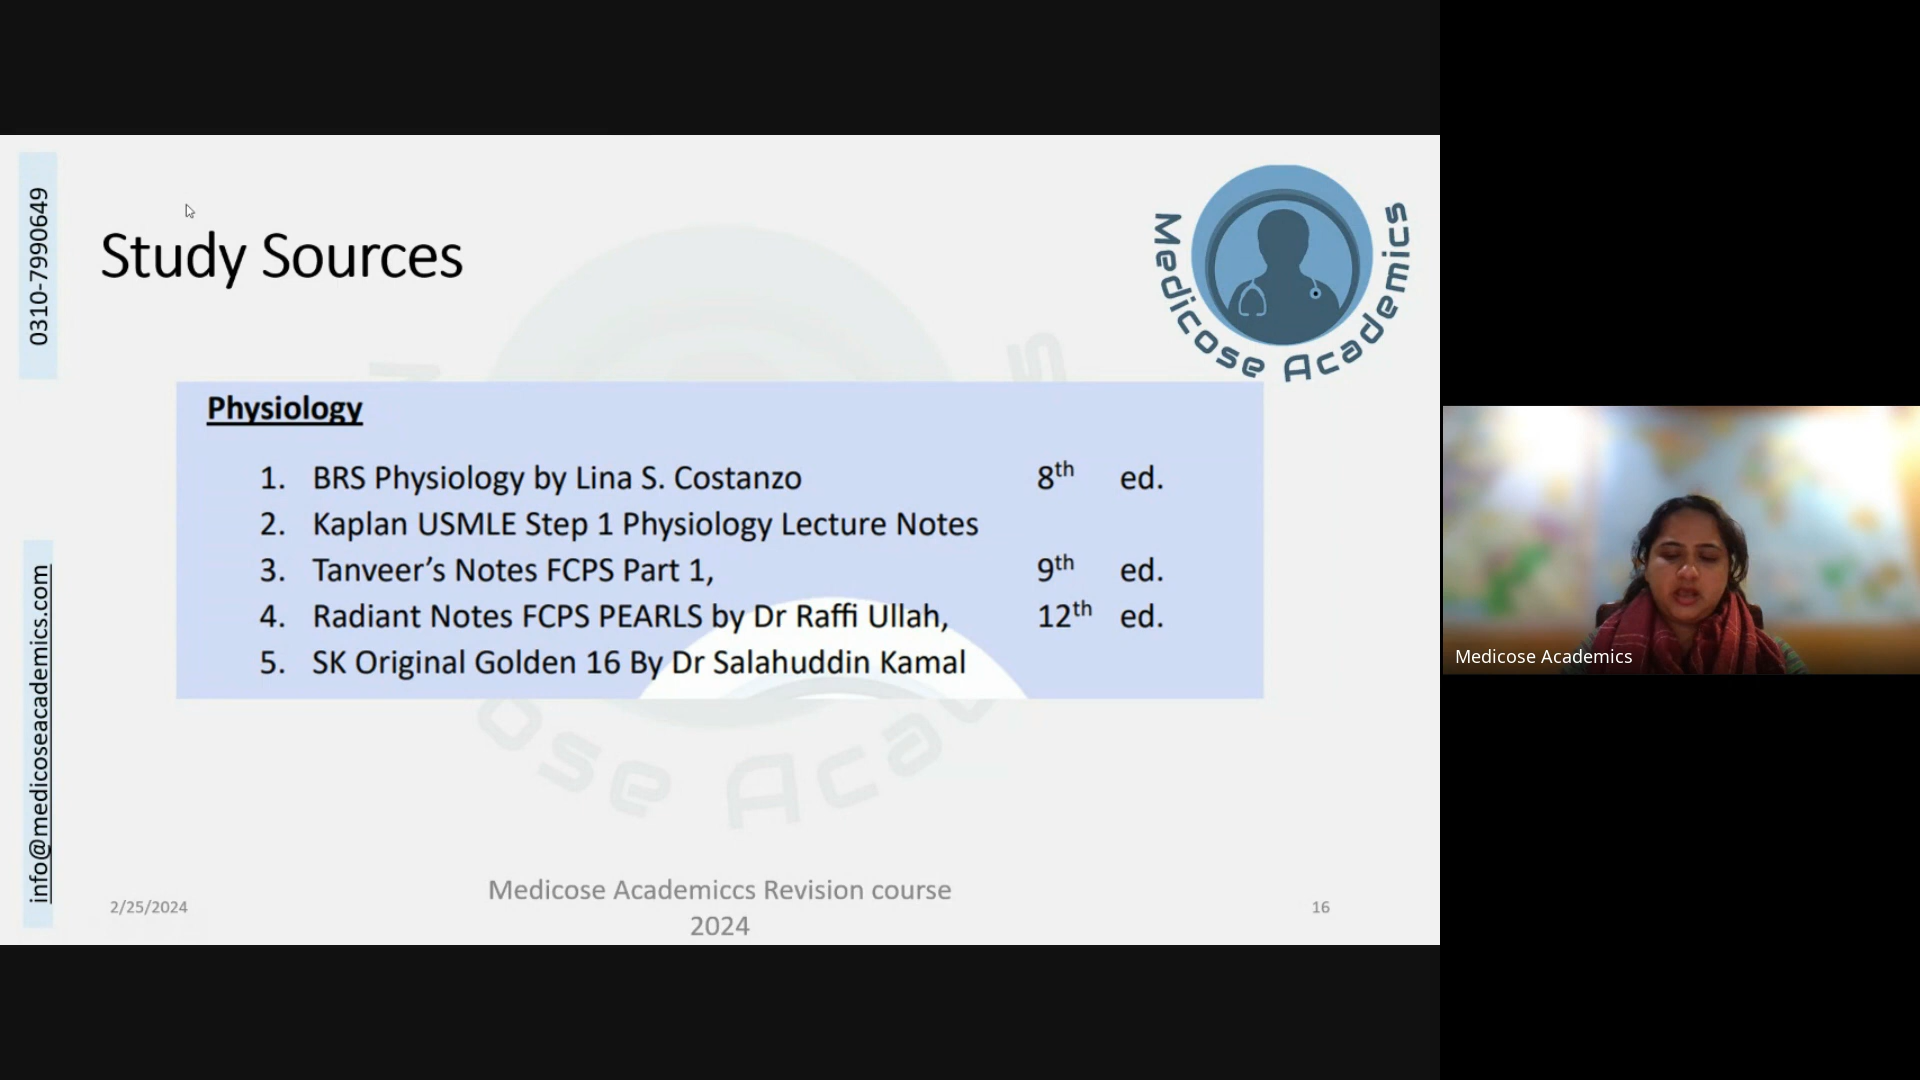 0310-7990649
info@medicoseacademics.com
Study Sources
Medicose Academics
Physiology
1. BRS Physiology by Lina S. Costanzo 8th ed.
2. Kaplan USMLE Step 1 Physiology Lecture Notes
3. Tanveer’s Notes FCPS Part 1, 9th ed.
4. Radiant Notes FCPS PEARLS by Dr Raffi Ullah, 12th ed.
5. SK Original Golden 16 By Dr Salahuddin Kamal
ose Aca
2/25/2024
Medicose Academiccs Revision course
2024
16
Medicose Academics